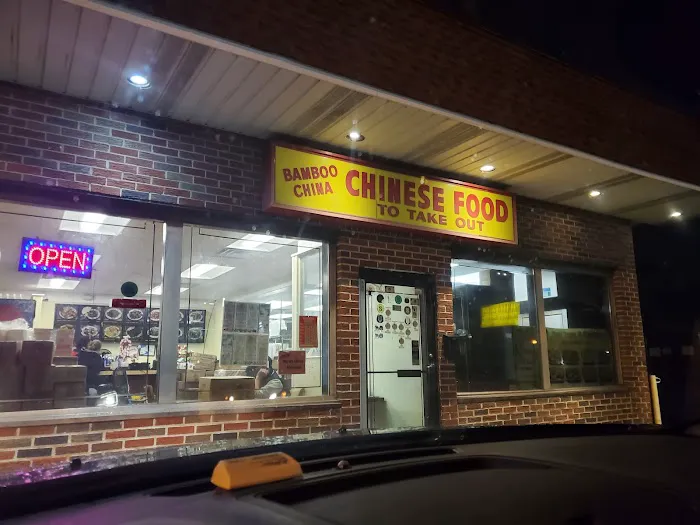 BAMBOO
CHINA
CHINESE FOOD
TO TAKE OUT
OPEN